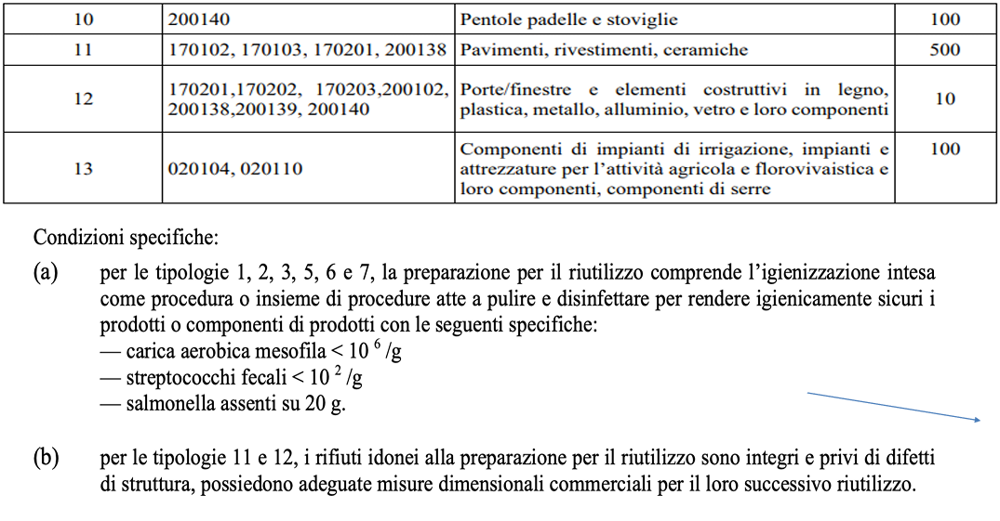 10 200140 Pentole padelle e stoviglie 100
11 170102, 170103, 170201, 200138 Pavimenti, rivestimenti, ceramiche 500
12 170201,170202, 170203,200102, 200138,200139, 200140 Porte/finestre e elementi costruttivi in legno, plastica, metallo, alluminio, vetro e loro componenti 10
13 020104, 020110 Componenti di impianti di irrigazione, impianti e attrezzature per l’attività agricola e florovivaistica e loro componenti, componenti di serre 100
Condizioni specifiche:
(a) per le tipologie 1, 2, 3, 5, 6 e 7, la preparazione per il riutilizzo comprende l’igienizzazione intesa
come procedura o insieme di procedure atte a pulire e disinfettare per rendere igienicamente sicuri i
prodotti o componenti di prodotti con le seguenti specifiche:
— carica aerobica mesofila < 10 ⁶ /g
— streptococchi fecali < 10 ² /g
— salmonella assenti su 20 g.
(b) per le tipologie 11 e 12, i rifiuti idonei alla preparazione per il riutilizzo sono integri e privi di difetti
di struttura, possiedono adeguate misure dimensionali commerciali per il loro successivo riutilizzo.